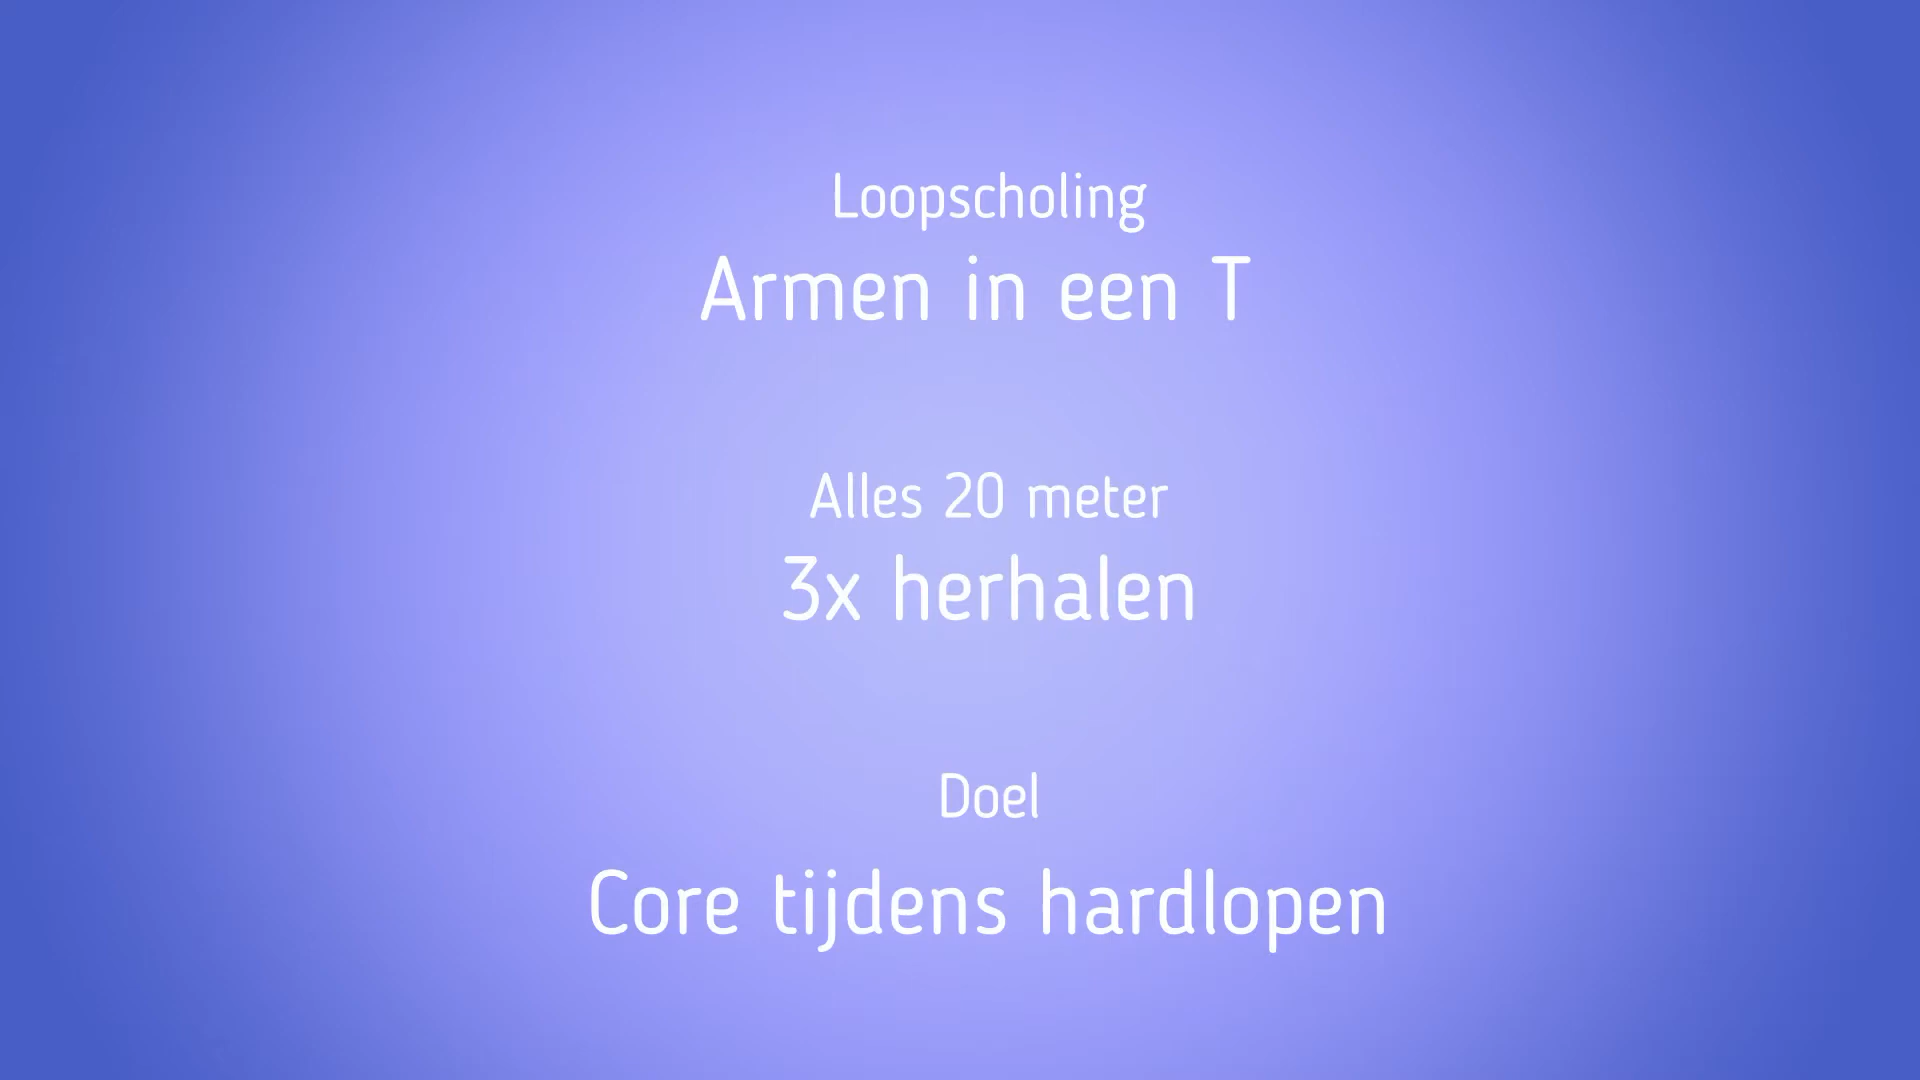 Loopscholing
Armen in een T
Alles 20 meter
3x herhalen
Doel
Core tijdens hardlopen